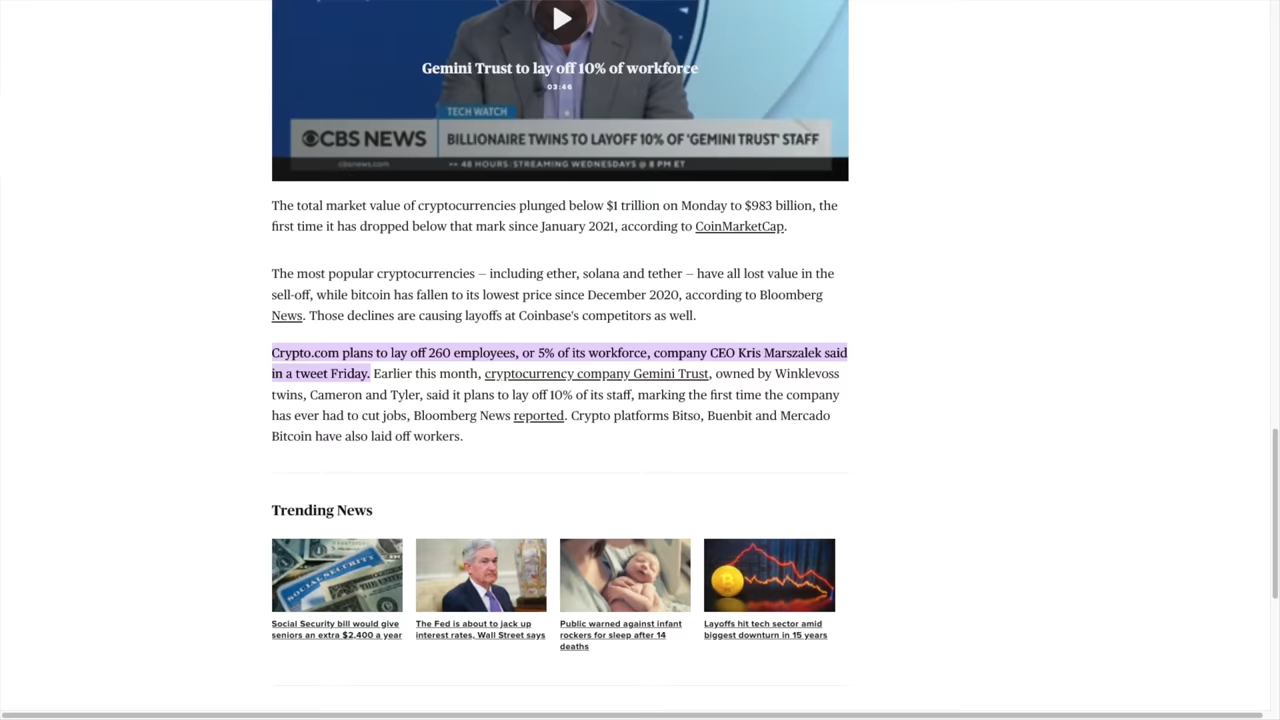 Gemini Trust to lay off 10% of workforce
03:46
TECH WATCH
CBS NEWS
BILLIONAIRE TWINS TO LAYOFF 10% OF 'GEMINI TRUST' STAFF
cbsnews.com
48 HOURS: STREAMING WEDNESDAYS @ 8 PM ET
The total market value of cryptocurrencies plunged below $1 trillion on Monday to $983 billion, the
first time it has dropped below that mark since January 2021, according to CoinMarketCap.
The most popular cryptocurrencies — including ether, solana and tether — have all lost value in the
sell-off, while bitcoin has fallen to its lowest price since December 2020, according to Bloomberg
News. Those declines are causing layoffs at Coinbase's competitors as well.
Crypto.com plans to lay off 260 employees, or 5% of its workforce, company CEO Kris Marszalek said
in a tweet Friday. Earlier this month, cryptocurrency company Gemini Trust, owned by Winklevoss
twins, Cameron and Tyler, said it plans to lay off 10% of its staff, marking the first time the company
has ever had to cut jobs, Bloomberg News reported. Crypto platforms Bitso, Buenbit and Mercado
Bitcoin have also laid off workers.
Trending News
SOCIAL SECURITY
Social Security bill would give
seniors an extra $2,400 a year
The Fed is about to jack up
interest rates, Wall Street says
Public warned against infant
rockers for sleep after 14
deaths
Layoffs hit tech sector amid
biggest downturn in 15 years